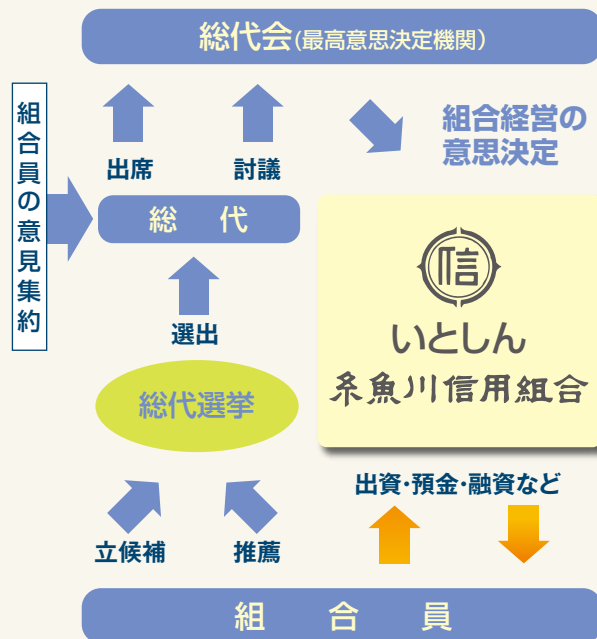 総代会(最高意思決定機関)
組合員の意見集約
出席
討議
組合経営の
意思決定
総代
選出
総代選挙
立候補
推薦
信
いとしん
糸魚川信用組合
出資・預金・融資など
組合員